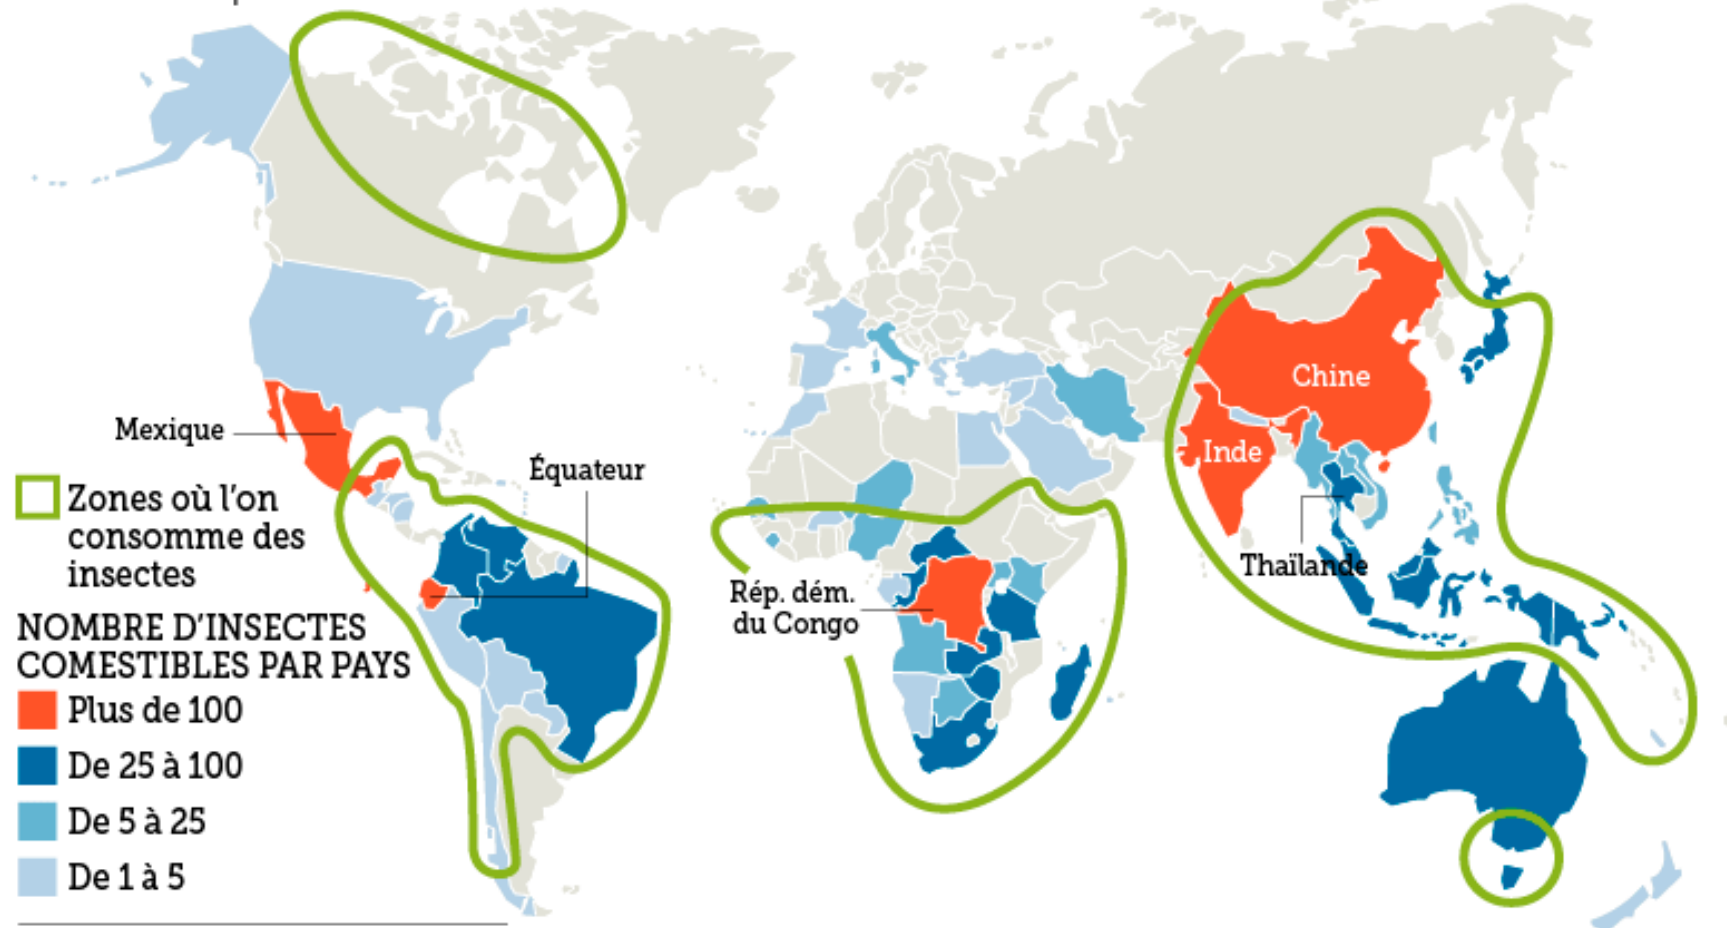 Mexique
Équateur
Zones où l'on
consomme des
insectes
NOMBRE D'INSECTES
COMESTIBLES PAR PAYS
Plus de 100
De 25 à 100
De 5 à 25
De 1 à 5
Rép. dém.
du Congo
Chine
Inde
Thaïlande